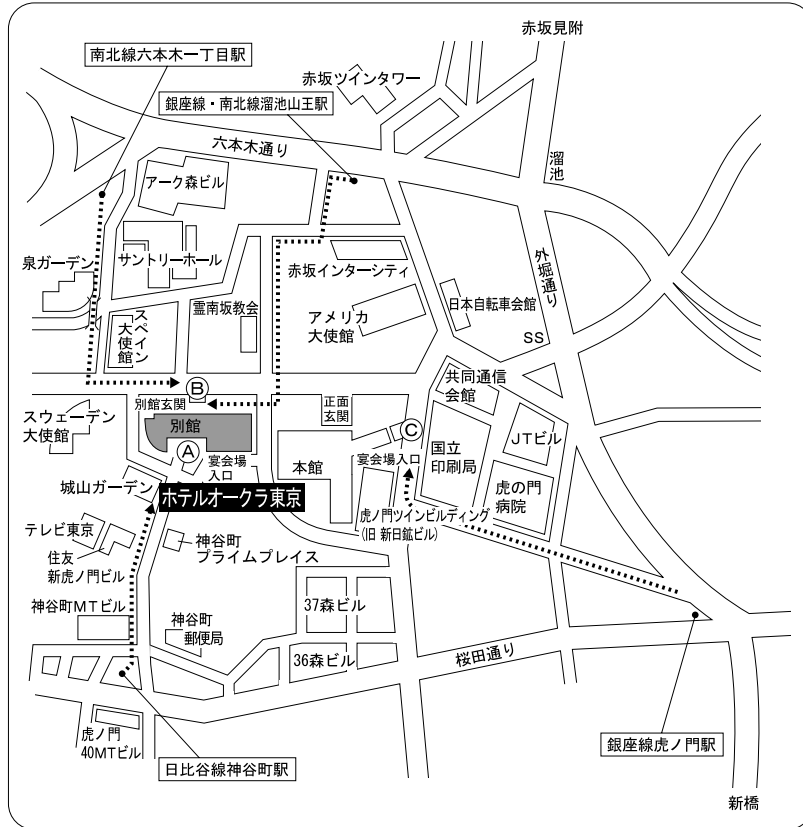 赤坂見附
南北線六本木一丁目駅
赤坂ツインタワー
銀座線・南北線溜池山王駅
六本木通り
溜池
アーク森ビル
外堀通り
泉ガーデン
サントリーホール
赤坂インターシティ
霊南坂教会
アメリカ
大使館
日本自転車会館
スペイン
大使館
SS
共同通信
会館
B
別館玄関
正面
玄関
スウェーデン
大使館
別館
C
JTビル
A
宴会場
入口
本館
宴会場入口
国立
印刷局
城山ガーデン
ホテルオークラ東京
虎の門
病院
テレビ東京
虎ノ門ツインビルディング
(旧 新日鉱ビル)
住友
新虎ノ門ビル
神谷町
プライムプレイス
神谷町MTビル
37森ビル
神谷町
郵便局
36森ビル
桜田通り
虎ノ門
40MTビル
日比谷線神谷町駅
銀座線虎ノ門駅
新橋